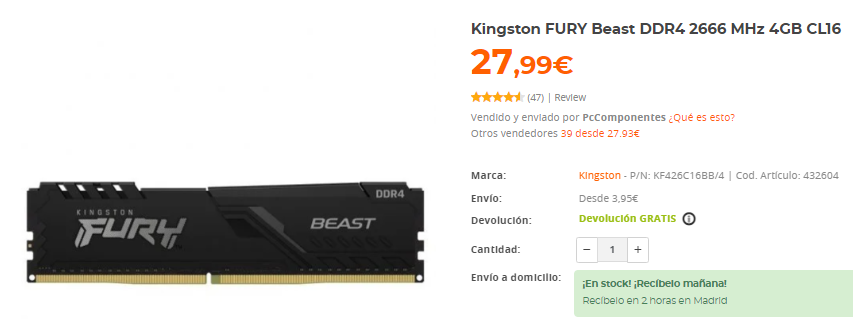 Kingston FURY Beast DDR4 2666 MHz 4GB CL16
27,99€
(47) | Review
Vendido y enviado por PcComponentes ¿Qué es esto?
Otros vendedores 39 desde 27.93€
Marca: Kingston - P/N: KF426C16BB/4 | Cod. Artículo: 432604
Envío: Desde 3,95€
Devolución: Devolución GRATIS i
Cantidad: − 1 +
Envío a domicilio: ¡En stock! ¡Recíbelo mañana!
Recíbelo en 2 horas en Madrid
DDR4
KINGSTON
FURY
BEAST